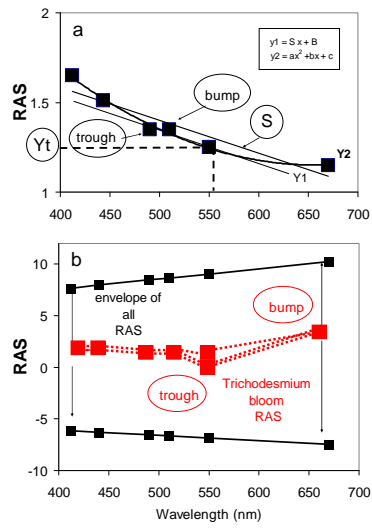 a
y1 = S x + B
y2 = ax² +bx + c
bump
S
Yt
trough
Y1
Y2
RAS
2
1.5
1
400 450 500 550 600 650 700
b
envelope of
all
RAS
bump
trough
Trichodesmium
bloom
RAS
RAS
10
5
0
-5
-10
400 450 500 550 600 650 700
Wavelength (nm)